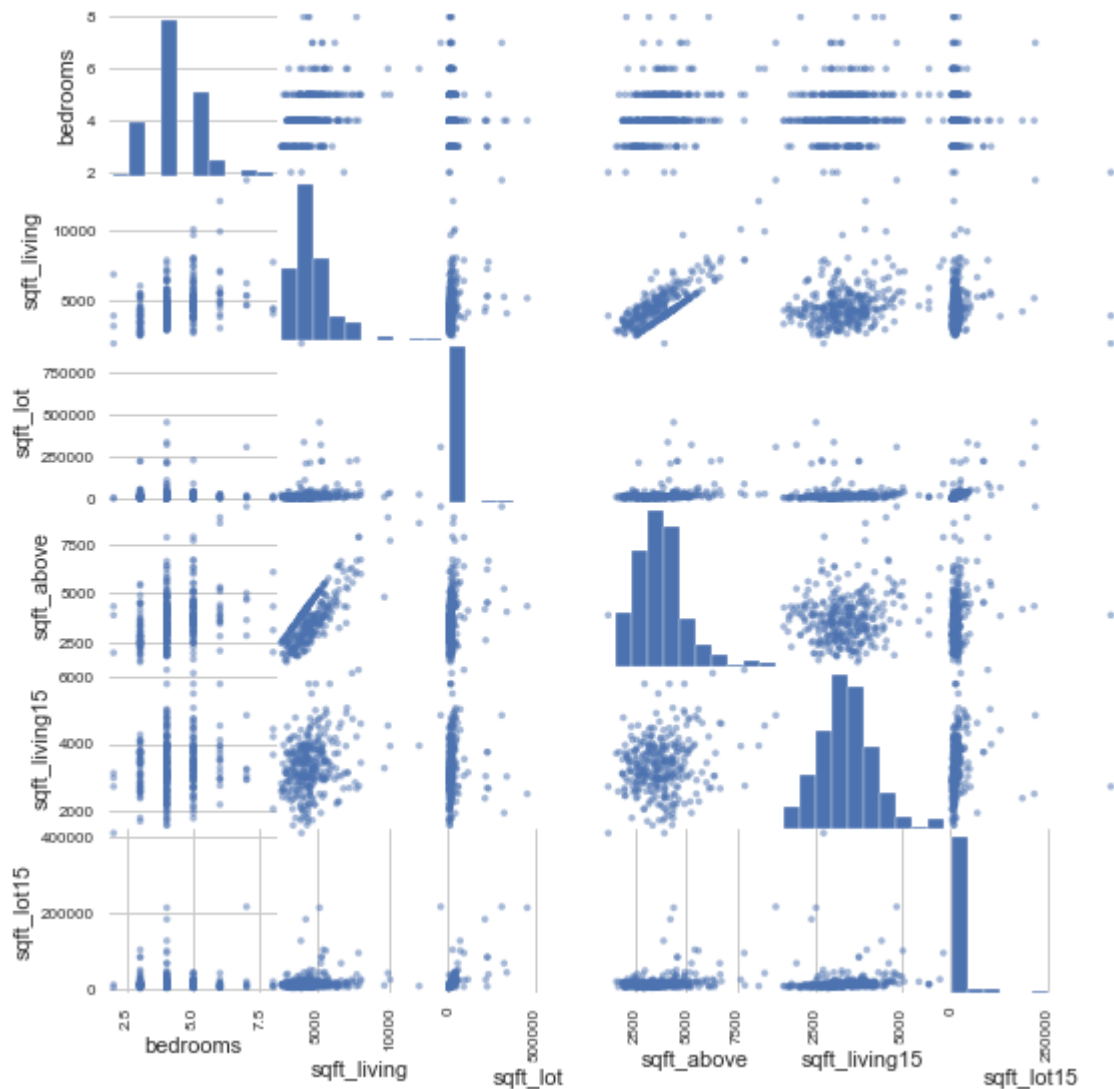 8
6
4
2
bedrooms
10000
5000
sqft_living
750000
500000
250000
0
sqft_lot
7500
5000
2500
sqft_above
6000
4000
2000
sqft_living15
400000
200000
0
sqft_lot15
2.5
5.0
7.5
bedrooms
5000
10000
sqft_living
0
500000
sqft_lot
2500
5000
7500
sqft_above
2500
5000
sqft_living15
0
250000
sqft_lot15